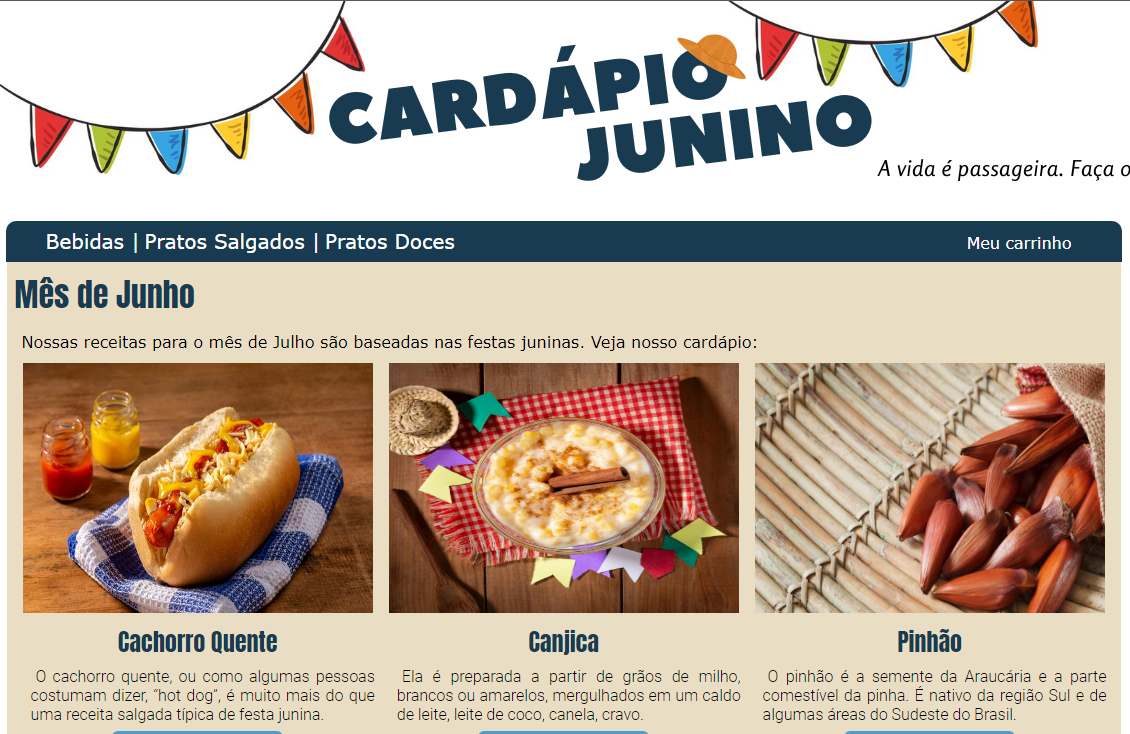 CARDÁPIO
JUNINO
A vida é passageira. Faça o
Bebidas | Pratos Salgados | Pratos Doces
Meu carrinho
Mês de Junho
Nossas receitas para o mês de Julho são baseadas nas festas juninas. Veja nosso cardápio:
Cachorro Quente
O cachorro quente, ou como algumas pessoas
costumam dizer, “hot dog”, é muito mais do que
uma receita salgada típica de festa junina.
Canjica
Ela é preparada a partir de grãos de milho,
brancos ou amarelos, mergulhados em um caldo
de leite, leite de coco, canela, cravo.
Pinhão
O pinhão é a semente da Araucária e a parte
comestível da pinha. É nativo da região Sul e de
algumas áreas do Sudeste do Brasil.